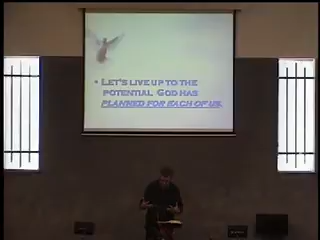 • LET'S LIVE UP TO THE
POTENTIAL GOD HAS
PLANNED FOR EACH OF US.